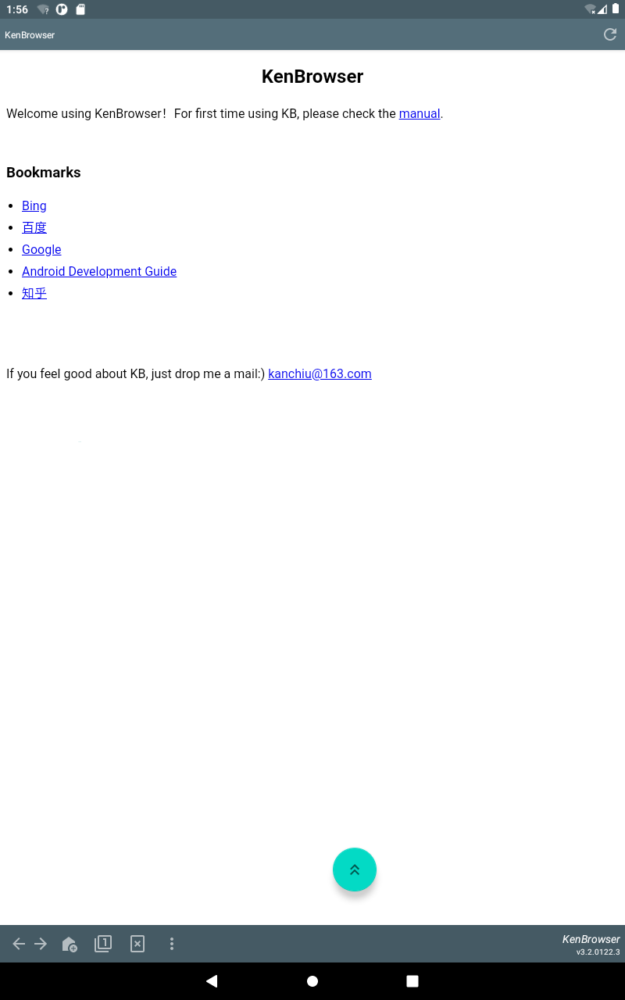 1:56
KenBrowser
KenBrowser
Welcome using KenBrowser！For first time using KB, please check the manual.
Bookmarks
Bing
百度
Google
Android Development Guide
知乎
If you feel good about KB, just drop me a mail:) kanchiu@163.com
1
KenBrowser
v3.2.0122.3